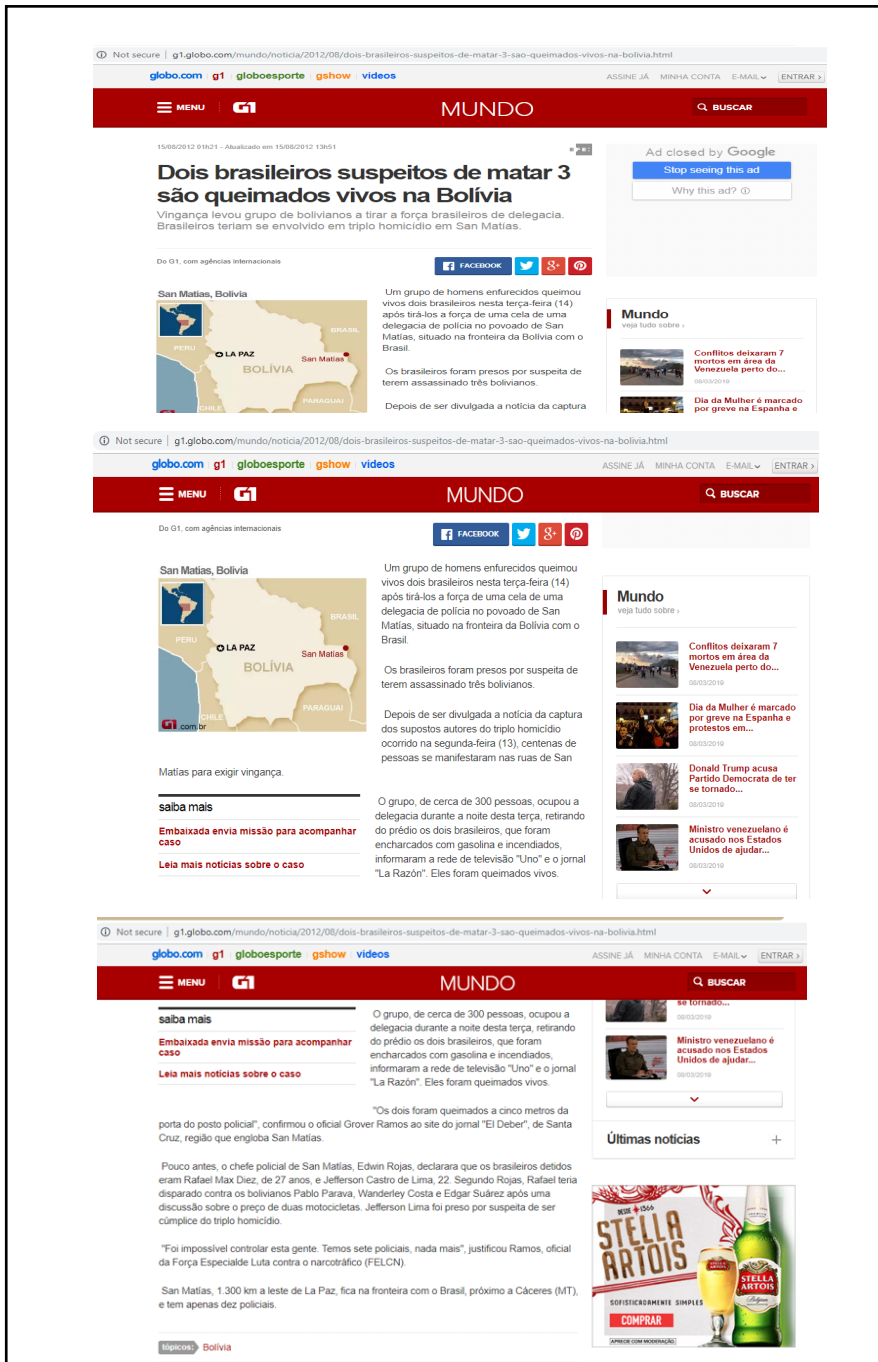 Not secure | g1.globo.com/mundo/noticia/2012/08/dois-brasileiros-suspeitos-de-matar-3-sao-queimados-vivos-na-bolivia.html
globo.com g1 globoesporte gshow videos ASSINE JÁ MINHA CONTA E-MAIL ENTRAR ›
MENU G1 MUNDO BUSCAR
15/08/2012 01h21 - Atualizado em 15/08/2012 13h51
Dois brasileiros suspeitos de matar 3
são queimados vivos na Bolívia
Vingança levou grupo de bolivianos a tirar a força brasileiros de delegacia.
Brasileiros teriam se envolvido em triplo homicídio em San Matías.
Ad closed by Google
Stop seeing this ad
Why this ad?
Do G1, com agências internacionais
FACEBOOK
San Matias, Bolivia
BRASIL
PERU
LA PAZ
San Matias
BOLÍVIA
PARAGUAI
CHILE
G1
Um grupo de homens enfurecidos queimou
vivos dois brasileiros nesta terça-feira (14)
após tirá-los a força de uma cela de uma
delegacia de polícia no povoado de San
Matías, situado na fronteira da Bolívia com o
Brasil.
Os brasileiros foram presos por suspeita de
terem assassinado três bolivianos.
Depois de ser divulgada a notícia da captura
Mundo
veja tudo sobre ›
Conflitos deixaram 7
mortos em área da
Venezuela perto do...
08/03/2019
Dia da Mulher é marcado
por greve na Espanha e
Not secure | g1.globo.com/mundo/noticia/2012/08/dois-brasileiros-suspeitos-de-matar-3-sao-queimados-vivos-na-bolivia.html
globo.com g1 globoesporte gshow videos ASSINE JÁ MINHA CONTA E-MAIL ENTRAR ›
MENU G1 MUNDO BUSCAR
Do G1, com agências internacionais
FACEBOOK
San Matias, Bolivia
BRASIL
PERU
LA PAZ
San Matias
BOLÍVIA
PARAGUAI
CHILE
G1 .com.br
Um grupo de homens enfurecidos queimou
vivos dois brasileiros nesta terça-feira (14)
após tirá-los a força de uma cela de uma
delegacia de polícia no povoado de San
Matías, situado na fronteira da Bolívia com o
Brasil.
Os brasileiros foram presos por suspeita de
terem assassinado três bolivianos.
Depois de ser divulgada a notícia da captura
dos supostos autores do triplo homicídio
ocorrido na segunda-feira (13), centenas de
pessoas se manifestaram nas ruas de San
Matías para exigir vingança.
saiba mais
Embaixada envia missão para acompanhar
caso
Leia mais notícias sobre o caso
O grupo, de cerca de 300 pessoas, ocupou a
delegacia durante a noite desta terça, retirando
do prédio os dois brasileiros, que foram
encharcados com gasolina e incendiados,
informaram a rede de televisão "Uno" e o jornal
"La Razón". Eles foram queimados vivos.
Mundo
veja tudo sobre ›
Conflitos deixaram 7
mortos em área da
Venezuela perto do...
08/03/2019
Dia da Mulher é marcado
por greve na Espanha e
protestos em...
08/03/2019
Donald Trump acusa
Partido Democrata de ter
se tornado...
08/03/2019
Ministro venezuelano é
acusado nos Estados
Unidos de ajudar...
08/03/2019
Not secure | g1.globo.com/mundo/noticia/2012/08/dois-brasileiros-suspeitos-de-matar-3-sao-queimados-vivos-na-bolivia.html
globo.com g1 globoesporte gshow videos ASSINE JÁ MINHA CONTA E-MAIL ENTRAR ›
MENU G1 MUNDO BUSCAR
saiba mais
Embaixada envia missão para acompanhar
caso
Leia mais notícias sobre o caso
O grupo, de cerca de 300 pessoas, ocupou a
delegacia durante a noite desta terça, retirando
do prédio os dois brasileiros, que foram
encharcados com gasolina e incendiados,
informaram a rede de televisão "Uno" e o jornal
"La Razón". Eles foram queimados vivos.
"Os dois foram queimados a cinco metros da
porta do posto policial", confirmou o oficial Grover Ramos ao site do jornal "El Deber", de Santa
Cruz, região que engloba San Matías.
Pouco antes, o chefe policial de San Matías, Edwin Rojas, declarara que os brasileiros detidos
eram Rafael Max Diez, de 27 anos, e Jefferson Castro de Lima, 22. Segundo Rojas, Rafael teria
disparado contra os bolivianos Pablo Parava, Wanderley Costa e Edgar Suárez após uma
discussão sobre o preço de duas motocicletas. Jefferson Lima foi preso por suspeita de ser
cúmplice do triplo homicídio.
"Foi impossível controlar esta gente. Temos sete policiais, nada mais", justificou Ramos, oficial
da Força Especialde Luta contra o narcotráfico (FELCN).
San Matías, 1.300 km a leste de La Paz, fica na fronteira com o Brasil, próximo a Cáceres (MT),
e tem apenas dez policiais.
tópicos: Bolívia
se tornado...
08/03/2019
Ministro venezuelano é
acusado nos Estados
Unidos de ajudar...
08/03/2019
Últimas notícias +
DESDE 1366
STELLA
ARTOIS
SOFISTICADAMENTE SIMPLES
COMPRAR
APRECIE COM MODERAÇÃO.
STELLA
ARTOIS